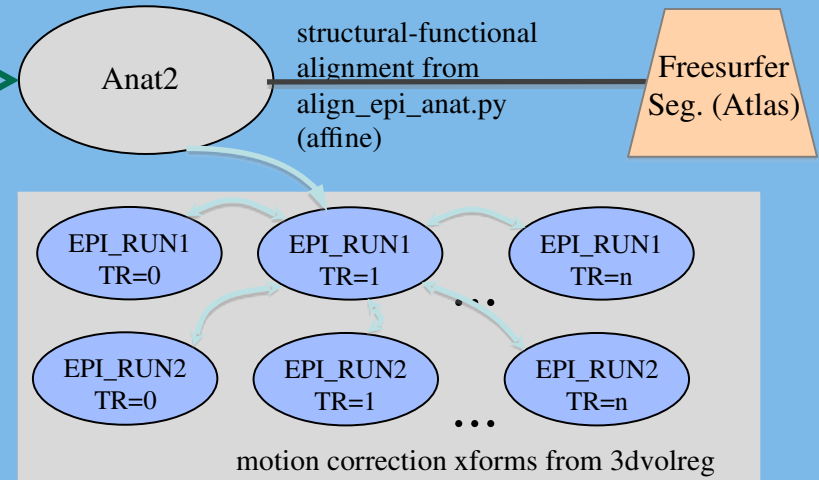 Anat2
structural-functional
alignment from
align_epi_anat.py
(affine)
Freesurfer
Seg. (Atlas)
EPI_RUN1
TR=0
EPI_RUN1
TR=1
...
EPI_RUN1
TR=n
EPI_RUN2
TR=0
EPI_RUN2
TR=1
...
EPI_RUN2
TR=n
motion correction xforms from 3dvolreg